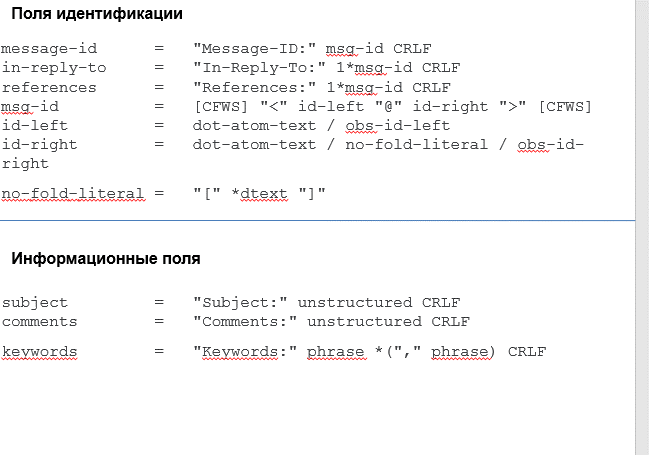 Поля идентификации
message-id = "Message-ID:" msg-id CRLF
in-reply-to = "In-Reply-To:" 1*msg-id CRLF
references = "References:" 1*msg-id CRLF
msg-id = [CFWS] "<" id-left "@" id-right ">" [CFWS]
id-left = dot-atom-text / obs-id-left
id-right = dot-atom-text / no-fold-literal / obs-id-
right
no-fold-literal = "[" *dtext "]"
Информационные поля
subject = "Subject:" unstructured CRLF
comments = "Comments:" unstructured CRLF
keywords = "Keywords:" phrase *("," phrase) CRLF